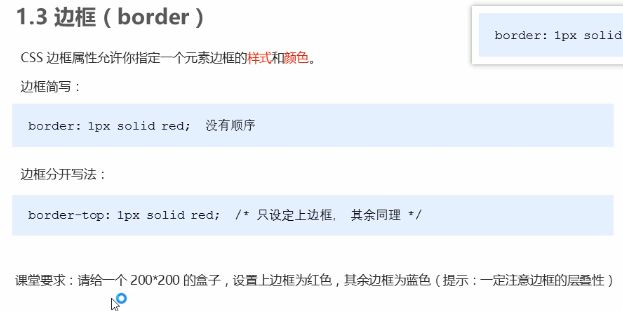 1.3 边框（border）
border: 1px solid
CSS 边框属性允许你指定一个元素边框的样式和颜色。
边框简写：
border: 1px solid red;  没有顺序
边框分开写法：
border-top: 1px solid red;  /* 只设定上边框， 其余同理 */
课堂要求：请给一个 200*200 的盒子，设置上边框为红色，其余边框为蓝色（提示：一定注意边框的层叠性）